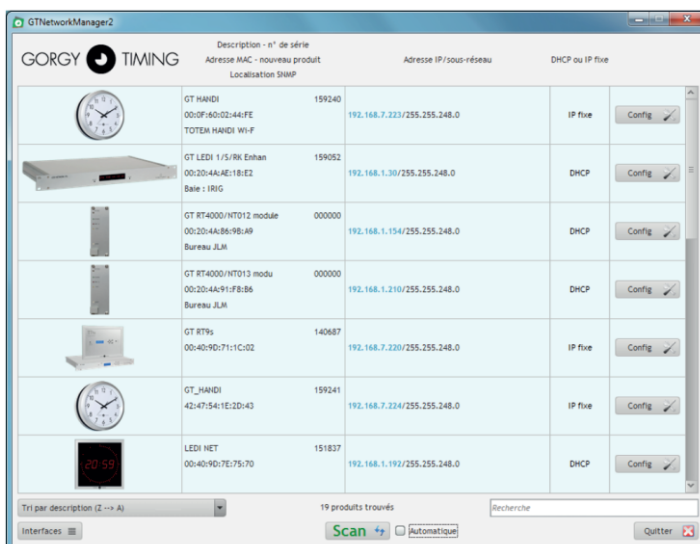 GTNetworkManager2
GORGY TIMING
Description - n° de série
Adresse MAC - nouveau produit
Localisation SNMP
Adresse IP/sous-réseau
DHCP ou IP fixe
GT HANDI 159240
00:0F:60:02:44:FE
TOTEM HANDI WI-F
192.168.7.223/255.255.248.0
IP fixe
Config
GT LEDI 1/S/RK Enhan 159052
00:20:4A:AE:18:E2
Baie : IRIG
192.168.1.30/255.255.248.0
DHCP
Config
GT RT4000/NT012 module 000000
00:20:4A:86:9B:A9
Bureau JLM
192.168.1.154/255.255.248.0
DHCP
Config
GT RT4000/NT013 modu 000000
00:20:4A:91:F8:B6
Bureau JLM
192.168.1.210/255.255.248.0
DHCP
Config
GT RT9s 140687
00:40:9D:71:1C:02
192.168.7.220/255.255.248.0
IP fixe
Config
GT_HANDI 159241
42:47:54:1E:2D:43
192.168.7.224/255.255.248.0
IP fixe
Config
20 59
LEDI NET 151837
00:40:9D:7E:75:70
192.168.1.192/255.255.248.0
DHCP
Config
Tri par description (Z --> A)
19 produits trouvés
Recherche
Interfaces
Scan
Automatique
Quitter